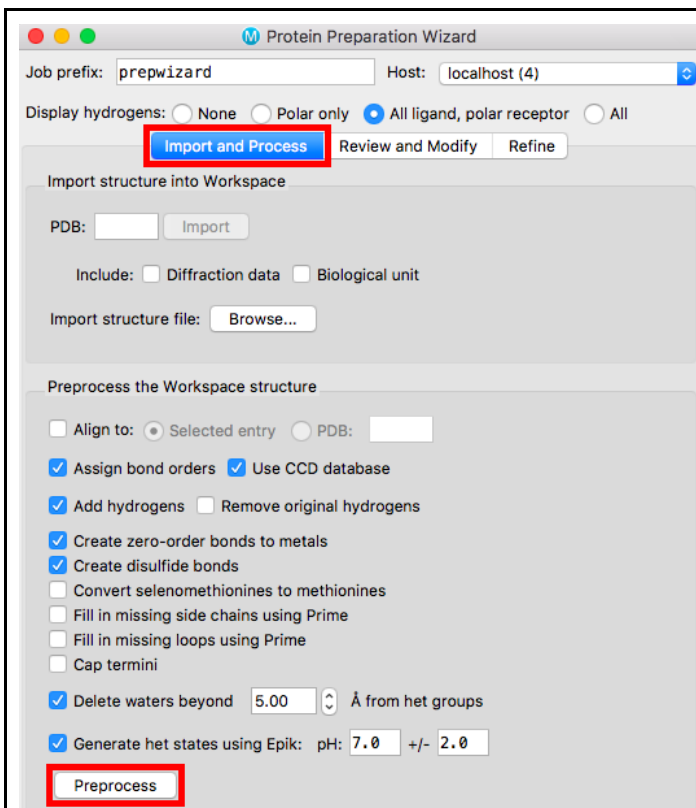 Protein Preparation Wizard
Job prefix: prepwizard Host: localhost (4)
Display hydrogens: None Polar only All ligand, polar receptor All
Import and Process Review and Modify Refine
Import structure into Workspace
PDB: Import
Include: Diffraction data Biological unit
Import structure file: Browse...
Preprocess the Workspace structure
Align to: Selected entry PDB:
Assign bond orders Use CCD database
Add hydrogens Remove original hydrogens
Create zero-order bonds to metals
Create disulfide bonds
Convert selenomethionines to methionines
Fill in missing side chains using Prime
Fill in missing loops using Prime
Cap termini
Delete waters beyond 5.00 Å from het groups
Generate het states using Epik: pH: 7.0 +/- 2.0
Preprocess